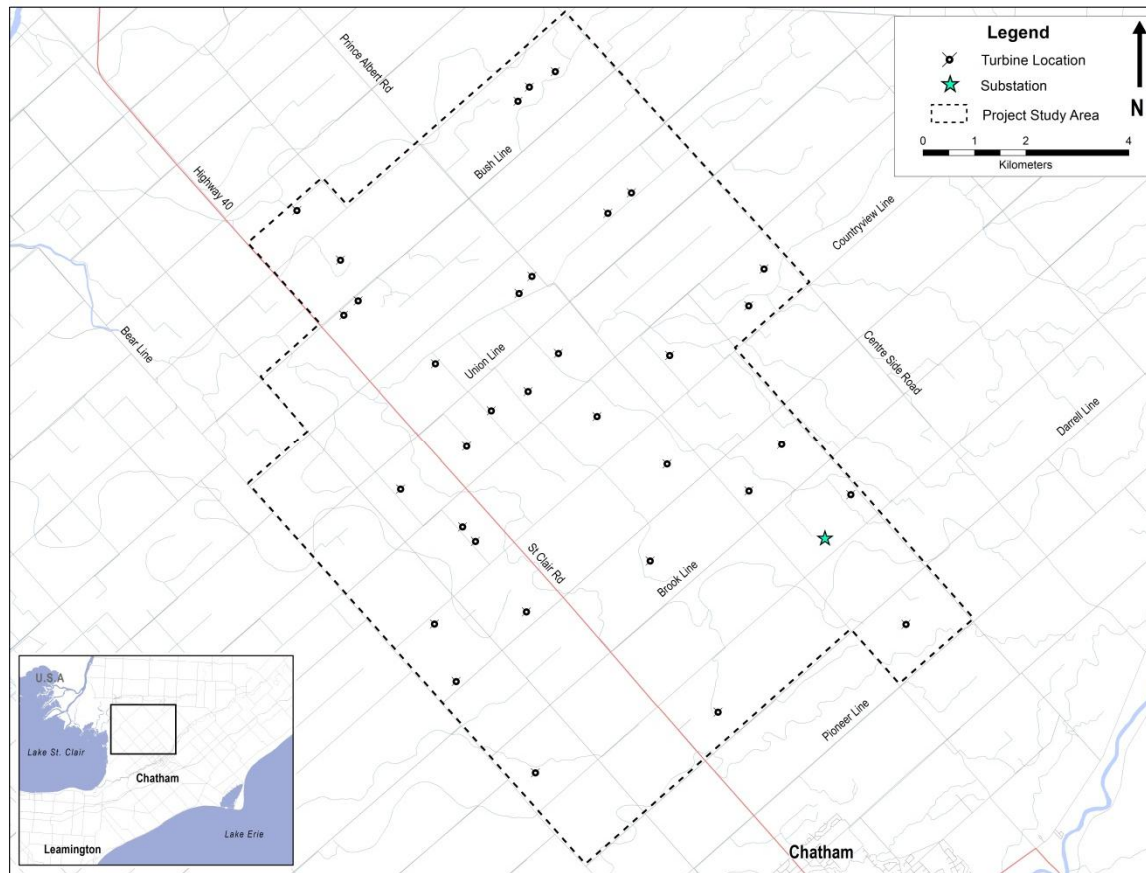 Legend
Turbine Location
Substation
Project Study Area
N
0 1 2 4
Kilometers
Prince Albert Rd
Bush Line
Highway 40
Countryview Line
Bear Line
Union Line
Centre Side Road
Darrell Line
St Clair Rd
Brook Line
Pioneer Line
Chatham
U.S.A
Lake St. Clair
Chatham
Lake Erie
Leamington